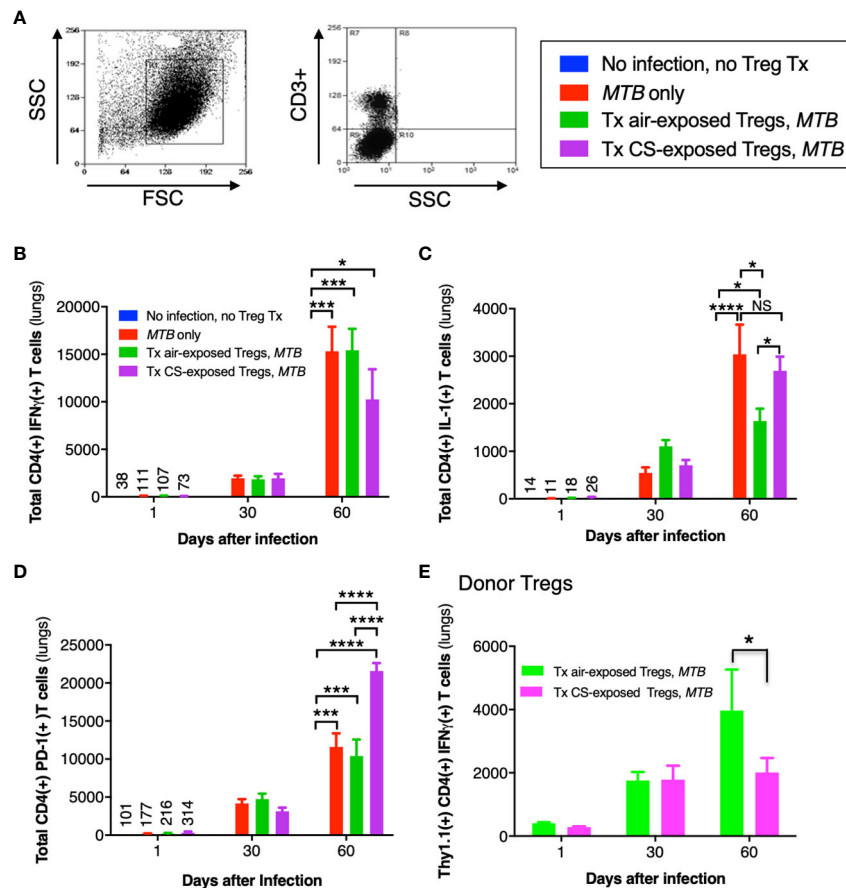 A
256
192
128
64
0
SSC
R1
0 64 128 192 256
FSC
256
192
128
64
0
CD3+
R7 R8
R9 R10
10⁰ 10¹ 10² 10³ 10⁴
SSC
No infection, no Treg Tx
MTB only
Tx air-exposed Tregs, MTB
Tx CS-exposed Tregs, MTB
B
Total CD4(+) IFNγ(+) T cells (lungs)
20000
15000
10000
5000
0
No infection, no Treg Tx
MTB only
Tx air-exposed Tregs, MTB
Tx CS-exposed Tregs, MTB
*
***
***
38 111 107 73
1 30 60
Days after infection
C
Total CD4(+) IL-1(+) T cells (lungs)
4000
3000
2000
1000
0
*
*
**** NS
*
14 11 18 26
1 30 60
Days after infection
D
Total CD4(+) PD-1(+ )T cells (lungs)
25000
20000
15000
10000
5000
0
****
****
****
***
***
101 177 216 314
1 30 60
Days after Infection
E Donor Tregs
Thy1.1(+) CD4(+) IFNγ(+) T cells (lungs)
6000
4000
2000
0
Tx air-exposed Tregs, MTB
Tx CS-exposed Tregs, MTB
*
1 30 60
Days after Infection